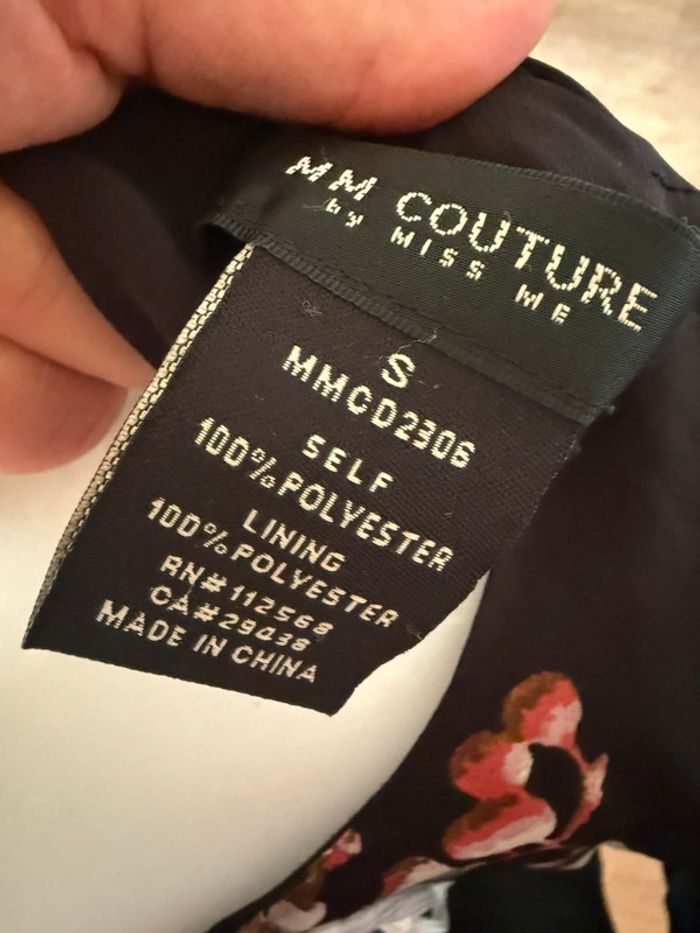 MM COUTURE
by MISS ME
S
MMCD2306
SELF
100% POLYESTER
LINING
100% POLYESTER
RN# 112568
CA# 29038
MADE IN CHINA